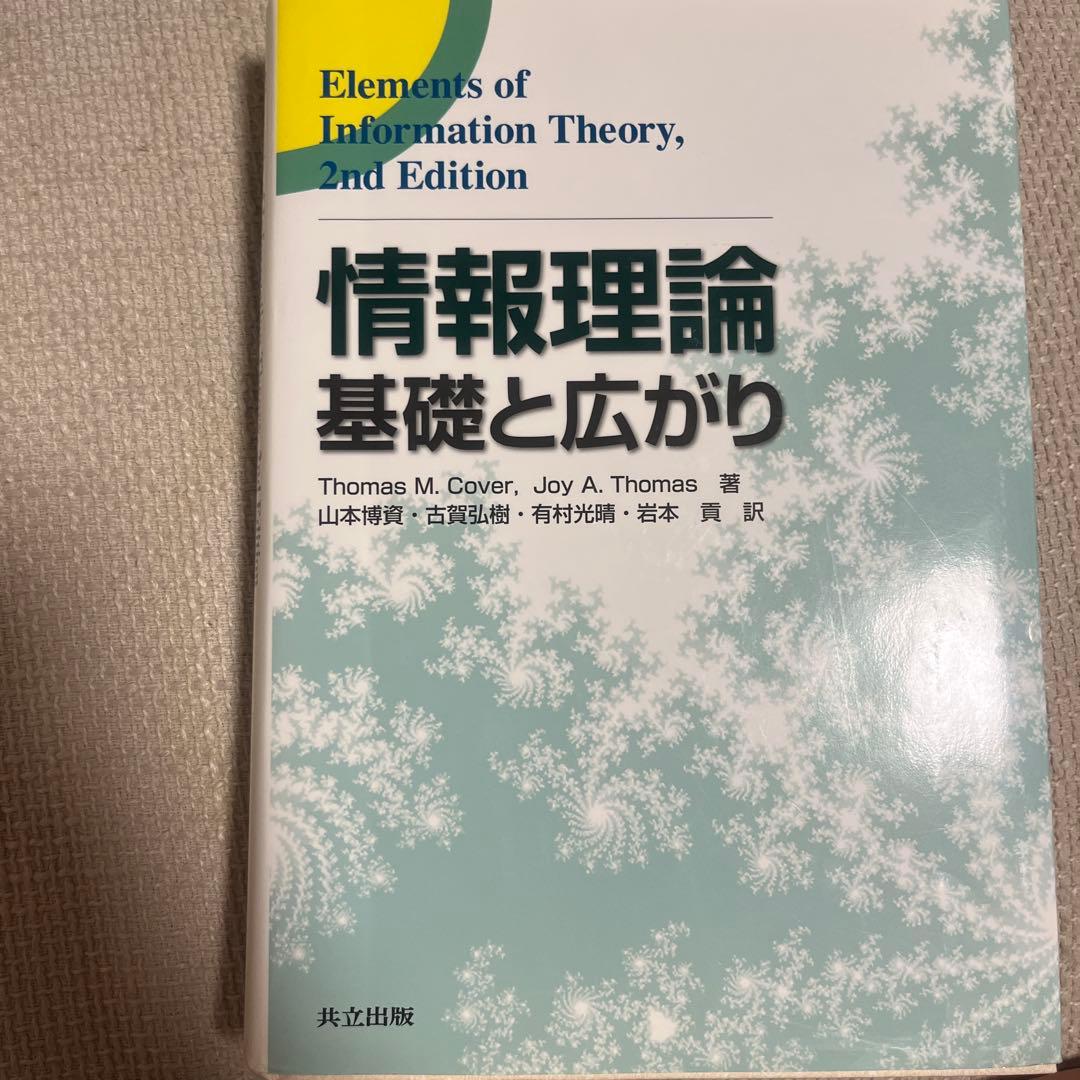 Elements of
Information Theory,
2nd Edition
情報理論
基礎と広がり
Thomas M. Cover, Joy A. Thomas 著
山本博資・古賀弘樹・有村光晴・岩本 貢 訳
共立出版